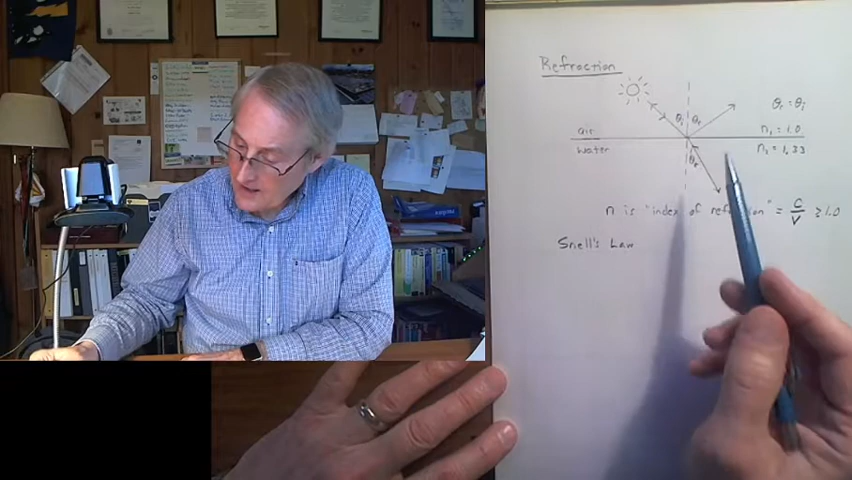 Refraction
θi θr θr = θi
air n₁ = 1.0
water n₂ = 1.33
n is "index of refraction" = c/v ≥ 1.0
Snell's Law